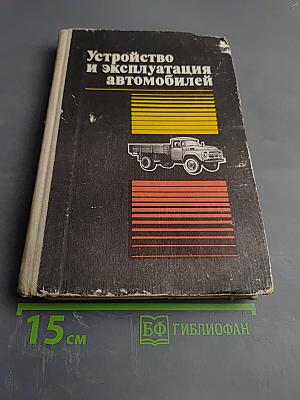 Устройство
и эксплуатация
автомобилей
15 см
БФ ГИБЛИОФАН